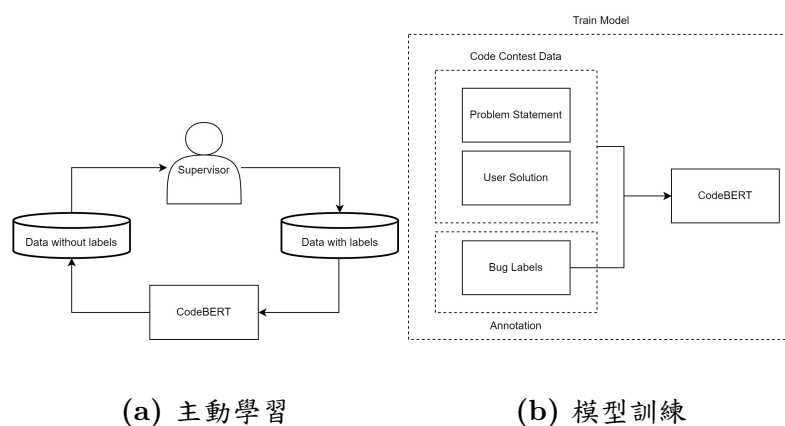 Supervisor
Data without labels
Data with labels
CodeBERT
Train Model
Code Contest Data
Problem Statement
User Solution
CodeBERT
Bug Labels
Annotation
(a) 主動學習
(b) 模型訓練